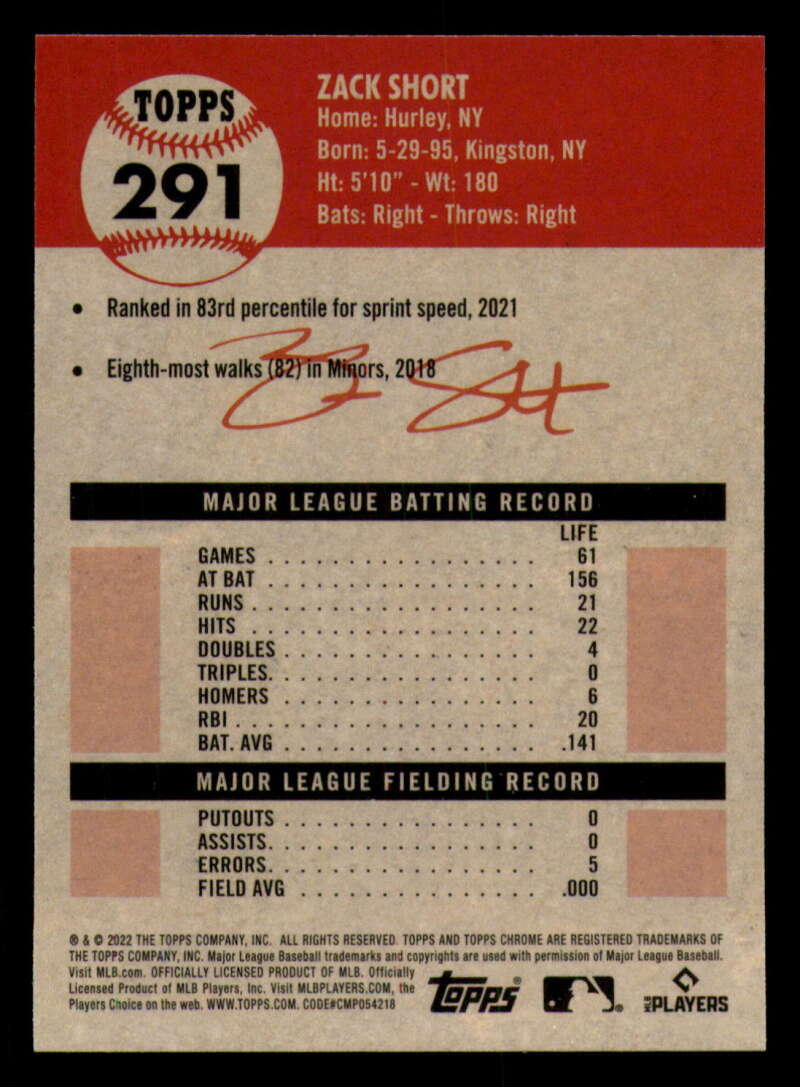 TOPPS
291
ZACK SHORT
Home: Hurley, NY
Born: 5-29-95, Kingston, NY
Ht: 5'10" - Wt: 180
Bats: Right - Throws: Right
• Ranked in 83rd percentile for sprint speed, 2021
• Eighth-most walks (82) in Minors, 2018
MAJOR LEAGUE BATTING RECORD
LIFE
GAMES . . . . . . . . . . . . . . . . . 61
AT BAT . . . . . . . . . . . . . . . . . 156
RUNS . . . . . . . . . . . . . . . . . . 21
HITS . . . . . . . . . . . . . . . . . . 22
DOUBLES . . . . . . . . . . . . . . . . 4
TRIPLES. . . . . . . . . . . . . . . . . 0
HOMERS . . . . . . . . . . . . . . . . 6
RBI . . . . . . . . . . . . . . . . . . . 20
BAT. AVG . . . . . . . . . . . . . . . . .141
MAJOR LEAGUE FIELDING RECORD
PUTOUTS . . . . . . . . . . . . . . . . 0
ASSISTS. . . . . . . . . . . . . . . . . 0
ERRORS. . . . . . . . . . . . . . . . . 5
FIELD AVG . . . . . . . . . . . . . . . .000
® & © 2022 THE TOPPS COMPANY, INC. ALL RIGHTS RESERVED. TOPPS AND TOPPS CHROME ARE REGISTERED TRADEMARKS OF
THE TOPPS COMPANY, INC. Major League Baseball trademarks and copyrights are used with permission of Major League Baseball.
Visit MLB.com. OFFICIALLY LICENSED PRODUCT OF MLB. Officially
Licensed Product of MLB Players, Inc. Visit MLBPLAYERS.COM, the
Players Choice on the web. WWW.TOPPS.COM. CODE#CMP054218
TOPPS®
MLB PLAYERS